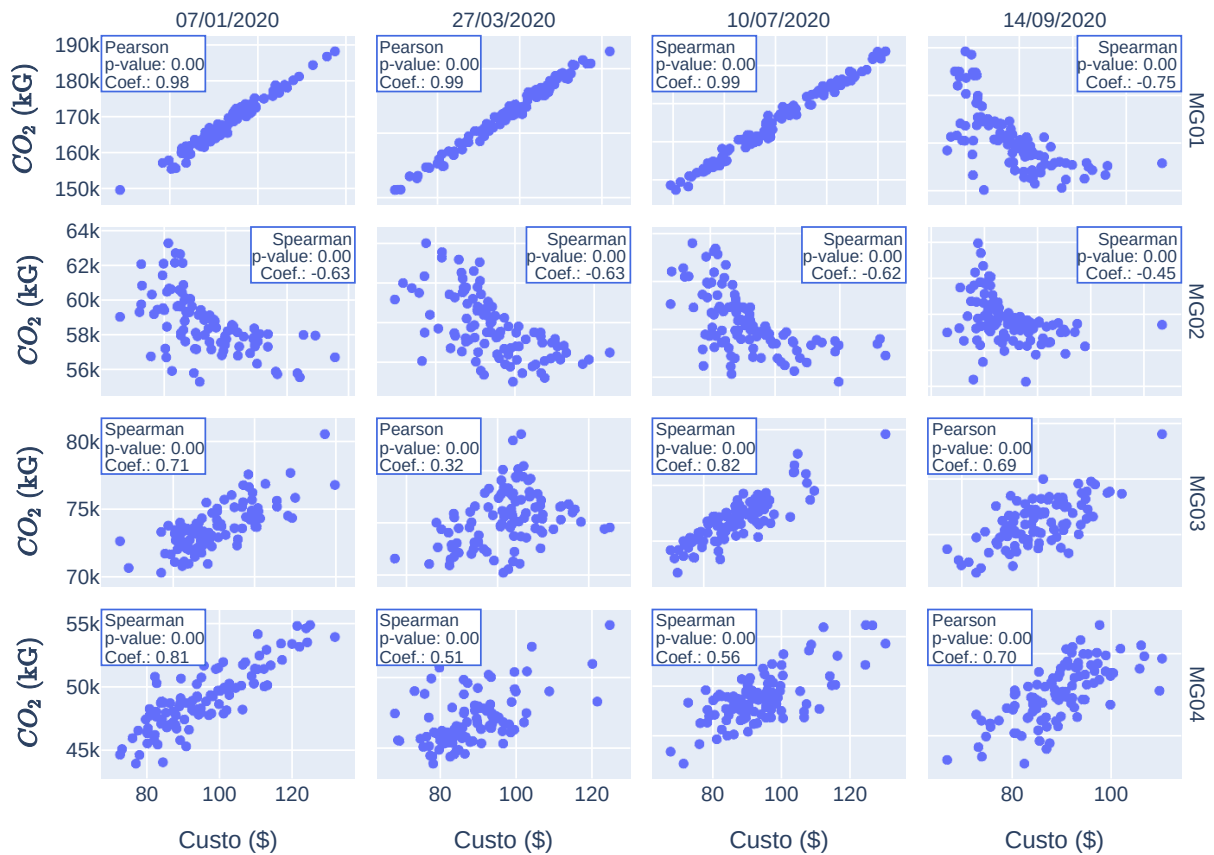 07/01/2020 27/03/2020 10/07/2020 14/09/2020
190k
180k
170k
160k
150k
CO₂ (kG)
Pearson
p-value: 0.00
Coef.: 0.98
Pearson
p-value: 0.00
Coef.: 0.99
Spearman
p-value: 0.00
Coef.: 0.99
Spearman
p-value: 0.00
Coef.: -0.75
MG01
64k
62k
60k
58k
56k
CO₂ (kG)
Spearman
p-value: 0.00
Coef.: -0.63
Spearman
p-value: 0.00
Coef.: -0.63
Spearman
p-value: 0.00
Coef.: -0.62
Spearman
p-value: 0.00
Coef.: -0.45
MG02
80k
75k
70k
CO₂ (kG)
Spearman
p-value: 0.00
Coef.: 0.71
Pearson
p-value: 0.00
Coef.: 0.32
Spearman
p-value: 0.00
Coef.: 0.82
Pearson
p-value: 0.00
Coef.: 0.69
MG03
55k
50k
45k
CO₂ (kG)
Spearman
p-value: 0.00
Coef.: 0.81
Spearman
p-value: 0.00
Coef.: 0.51
Spearman
p-value: 0.00
Coef.: 0.56
Pearson
p-value: 0.00
Coef.: 0.70
MG04
80 100 120 80 100 120 80 100 120 80 100
Custo ($) Custo ($) Custo ($) Custo ($)